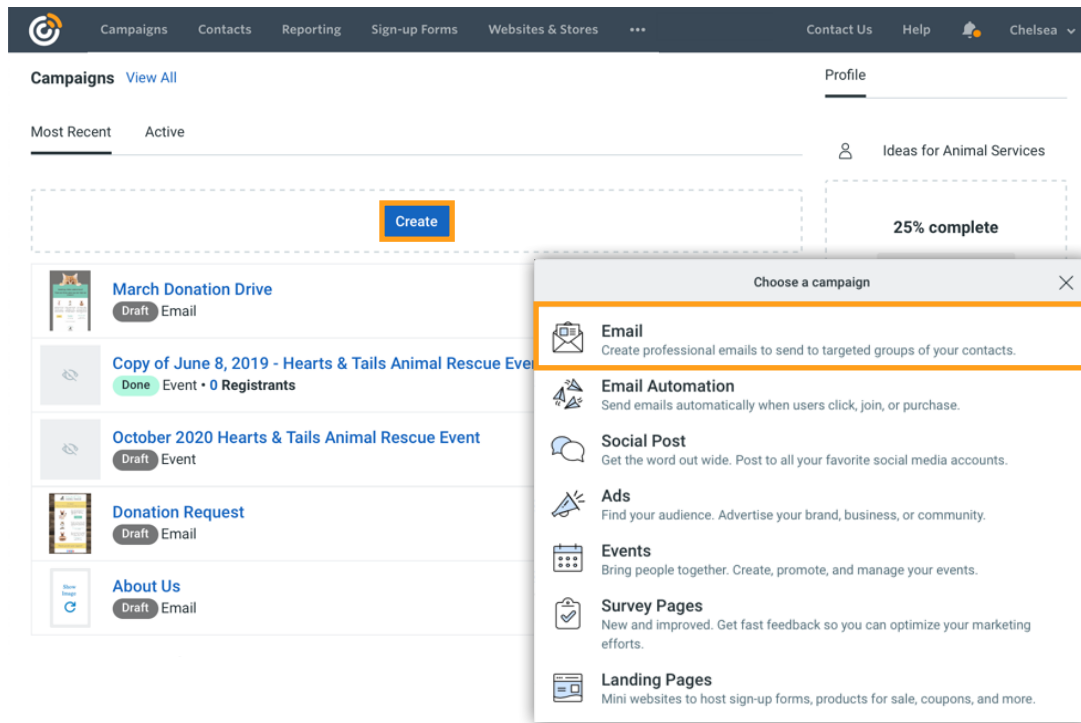 Campaigns Contacts Reporting Sign-up Forms Websites & Stores ••• Contact Us Help Chelsea
Campaigns View All
Profile
Most Recent Active
Ideas for Animal Services
Create
25% complete
March Donation Drive
Draft Email
Copy of June 8, 2019 - Hearts & Tails Animal Rescue Eve
Done Event • 0 Registrants
October 2020 Hearts & Tails Animal Rescue Event
Draft Event
Donation Request
Draft Email
Show
Image
About Us
Draft Email
Choose a campaign
Email
Create professional emails to send to targeted groups of your contacts.
Email Automation
Send emails automatically when users click, join, or purchase.
Social Post
Get the word out wide. Post to all your favorite social media accounts.
Ads
Find your audience. Advertise your brand, business, or community.
Events
Bring people together. Create, promote, and manage your events.
Survey Pages
New and improved. Get fast feedback so you can optimize your marketing
efforts.
Landing Pages
Mini websites to host sign-up forms, products for sale, coupons, and more.